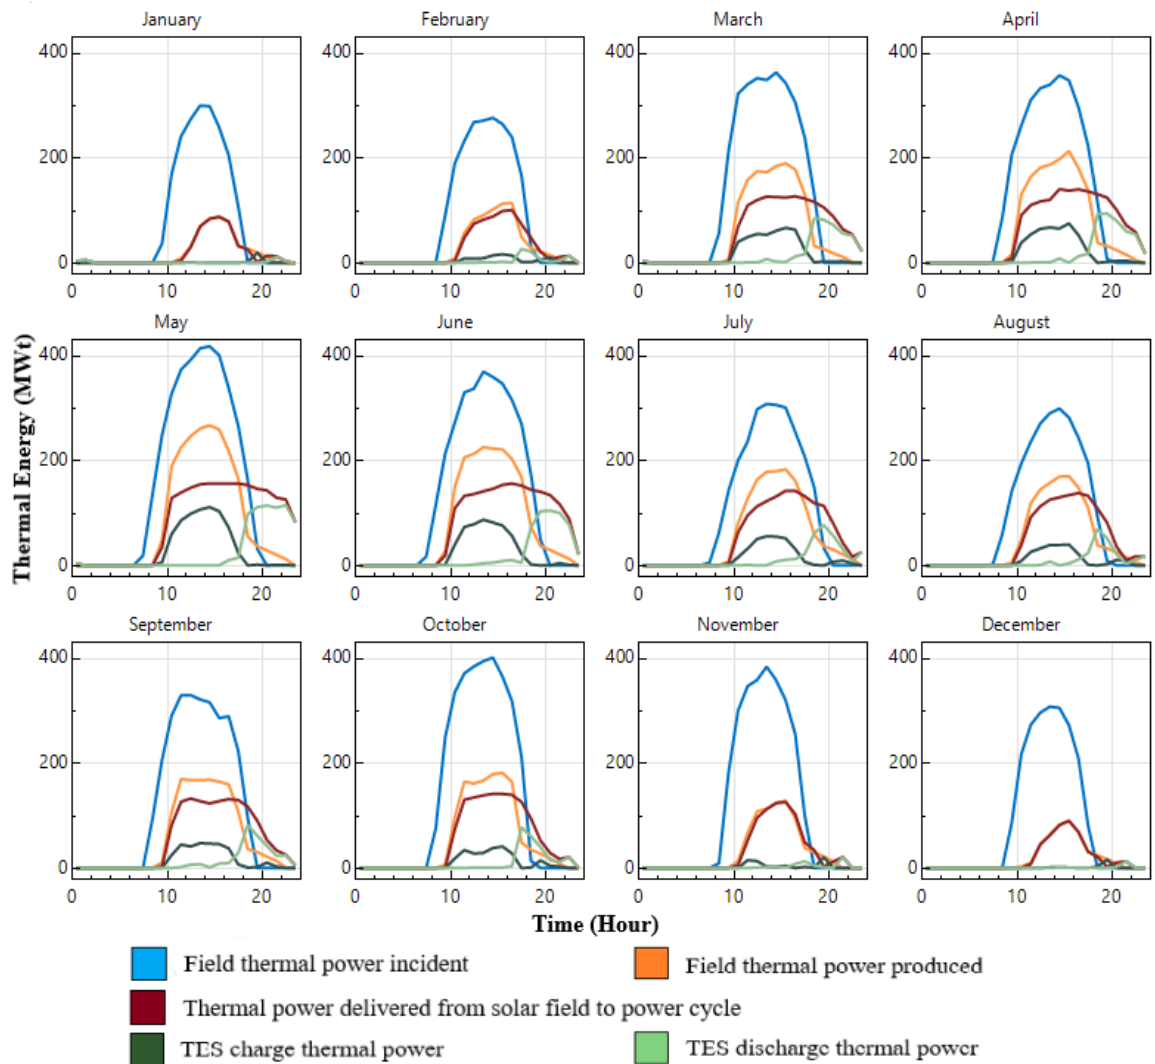 January February March April
400 400 400 400
200 200 200 200
0 0 0 0
0 10 20 0 10 20 0 10 20 0 10 20
May June July August
400 400 400 400
200 200 200 200
0 0 0 0
0 10 20 0 10 20 0 10 20 0 10 20
Thermal Energy (MWt)
September October November December
400 400 400 400
200 200 200 200
0 0 0 0
0 10 20 0 10 20 0 10 20 0 10 20
Time (Hour)
Field thermal power incident Field thermal power produced
Thermal power delivered from solar field to power cycle
TES charge thermal power TES discharge thermal power